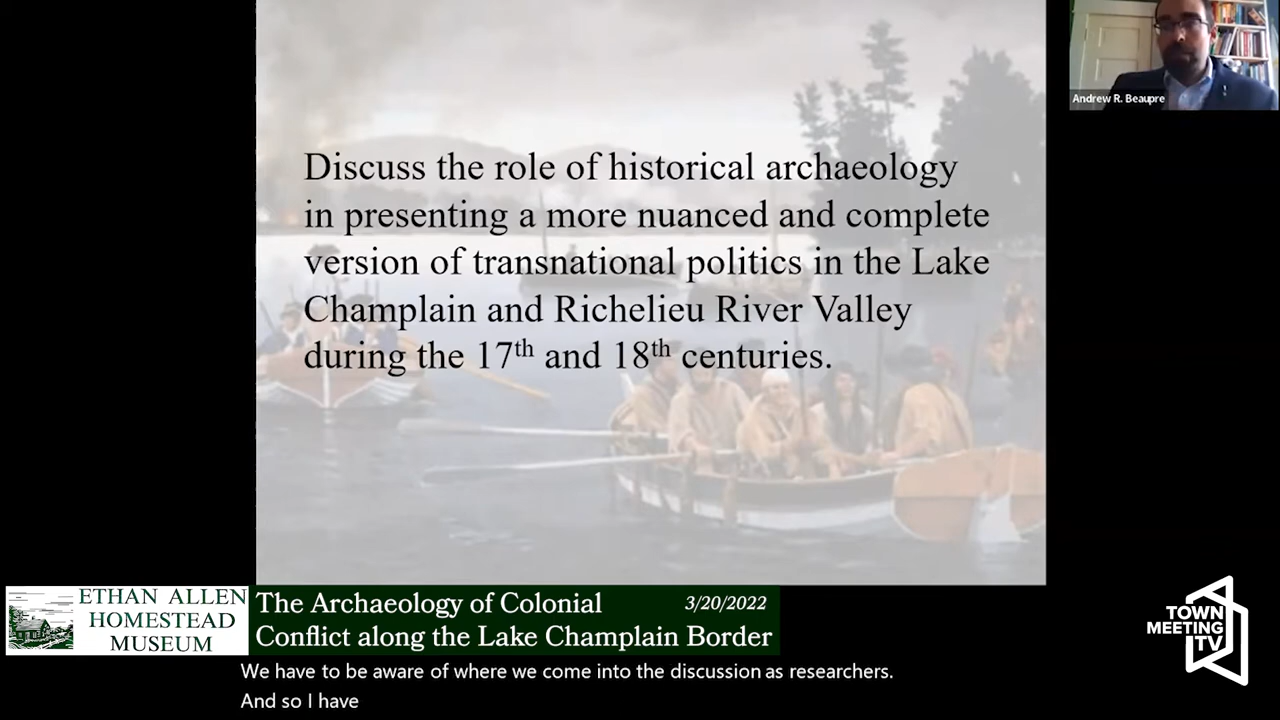 Discuss the role of historical archaeology
in presenting a more nuanced and complete
version of transnational politics in the Lake
Champlain and Richelieu River Valley
during the 17th and 18th centuries.
Andrew R. Beaupre
ETHAN ALLEN
HOMESTEAD
MUSEUM
The Archaeology of Colonial 3/20/2022
Conflict along the Lake Champlain Border
TOWN
MEETING
TV
We have to be aware of where we come into the discussion as researchers.
And so I have